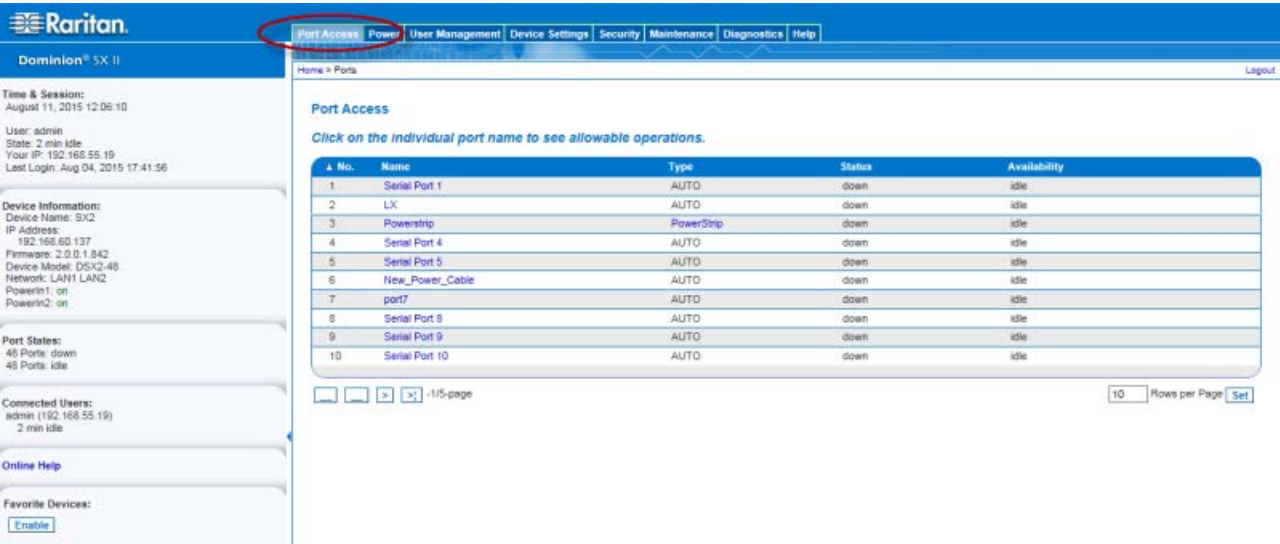 Raritan.
Port Access Power User Management Device Settings Security Maintenance Diagnostics Help
Dominion® SX II
Home > Ports
Logout
Time & Session:
August 11, 2015 12:06:10
User: admin
State: 2 min idle
Your IP: 192.168.55.19
Last Login: Aug 04, 2015 17:41:56
Device Information:
Device Name: SX2
IP Address:
192.168.60.137
Firmware: 2.0.0.1.842
Device Model: DSX2-48
Network: LAN1 LAN2
PowerIn1: on
PowerIn2: on
Port States:
48 Ports: down
48 Ports: idle
Connected Users:
admin (192.168.55.19)
2 min idle
Online Help
Favorite Devices:
Enable
Port Access
Click on the individual port name to see allowable operations.
▲ No. Name Type Status Availability
1 Serial Port 1 AUTO down idle
2 LX AUTO down idle
3 Powerstrip PowerStrip down idle
4 Serial Port 4 AUTO down idle
5 Serial Port 5 AUTO down idle
6 New_Power_Cable AUTO down idle
7 port7 AUTO down idle
8 Serial Port 8 AUTO down idle
9 Serial Port 9 AUTO down idle
10 Serial Port 10 AUTO down idle
__ __ > >¦ -1/5-page
10 Rows per Page Set